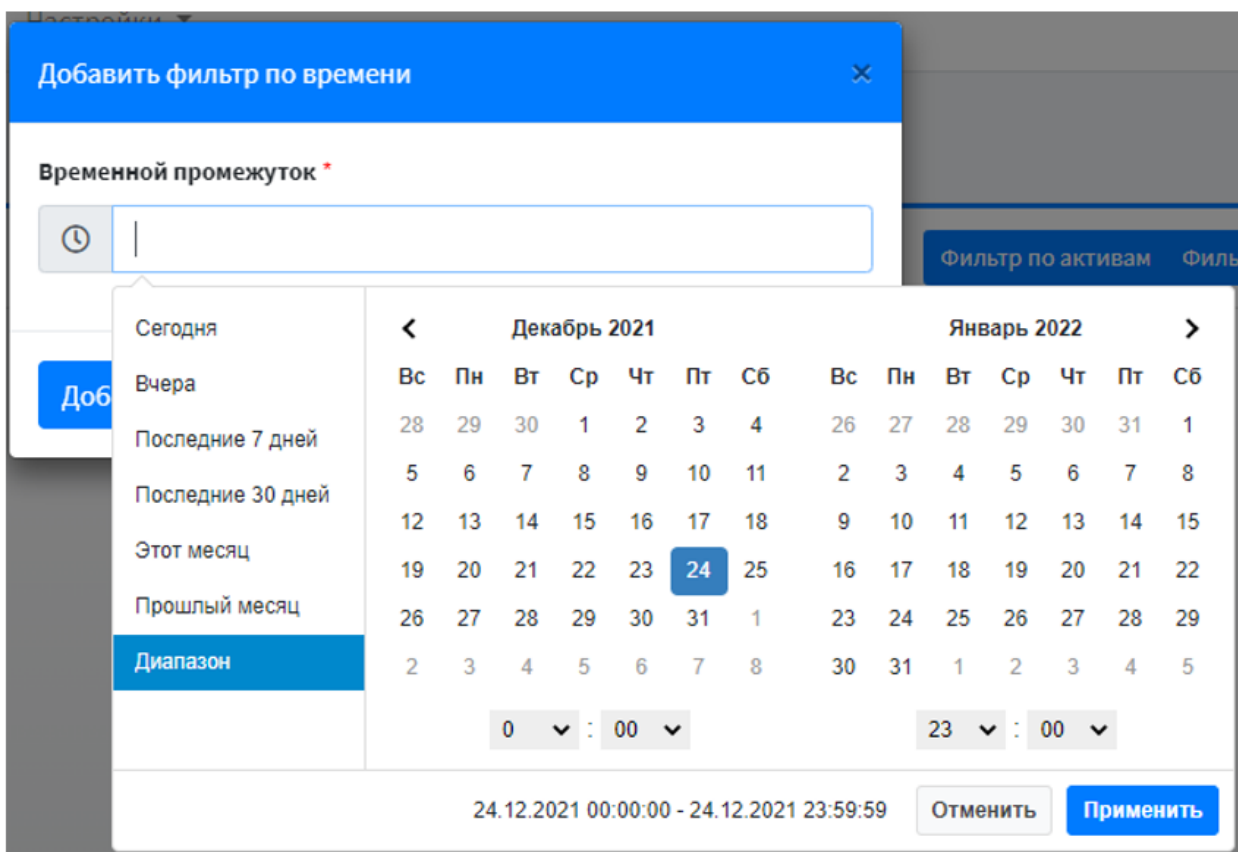 Настройки
Добавить фильтр по времени ×
Временной промежуток *
Фильтр по активам Филь
Доб
Сегодня
Вчера
Последние 7 дней
Последние 30 дней
Этот месяц
Прошлый месяц
Диапазон
Декабрь 2021
Вс Пн Вт Ср Чт Пт Сб
28 29 30 1 2 3 4
5 6 7 8 9 10 11
12 13 14 15 16 17 18
19 20 21 22 23 24 25
26 27 28 29 30 31 1
2 3 4 5 6 7 8
0 : 00
Январь 2022
Вс Пн Вт Ср Чт Пт Сб
26 27 28 29 30 31 1
2 3 4 5 6 7 8
9 10 11 12 13 14 15
16 17 18 19 20 21 22
23 24 25 26 27 28 29
30 31 1 2 3 4 5
23 : 00
24.12.2021 00:00:00 - 24.12.2021 23:59:59
Отменить
Применить